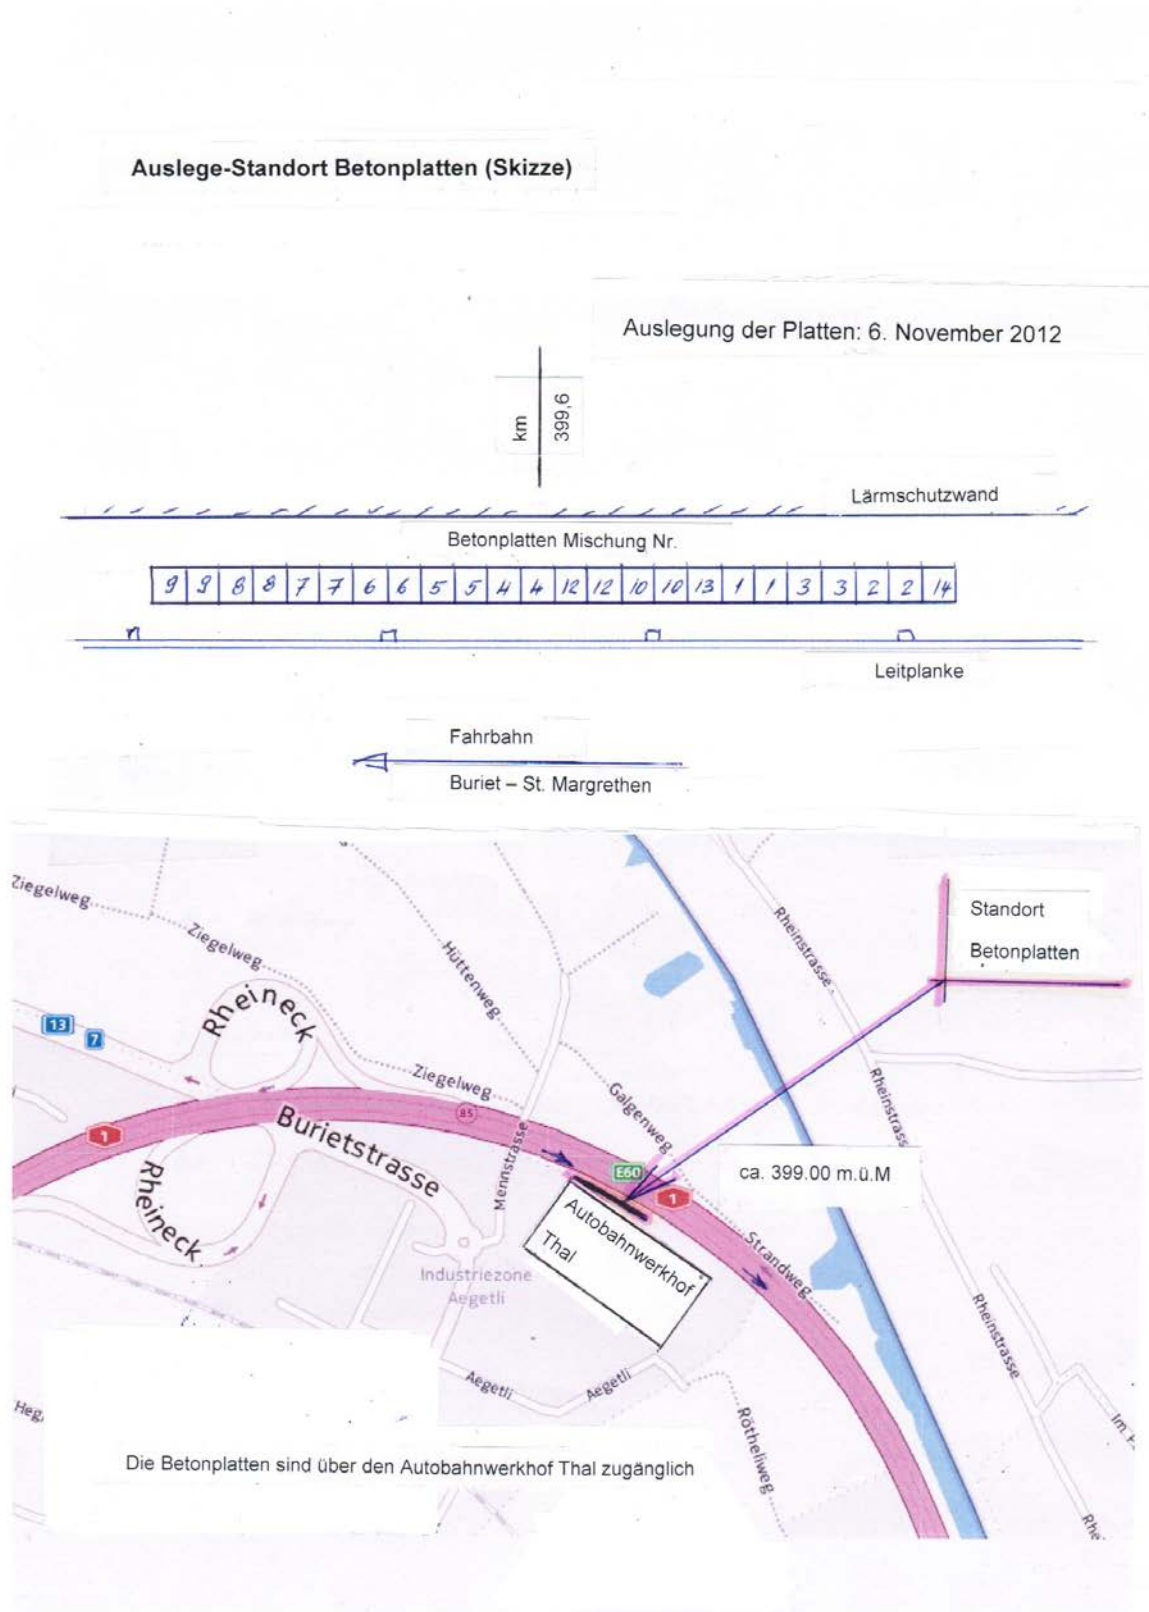 Auslege-Standort Betonplatten (Skizze)
Auslegung der Platten: 6. November 2012
km
399,6
Lärmschutzwand
Betonplatten Mischung Nr.
9 9 8 8 7 7 6 6 5 5 4 4 12 12 10 10 13 1 1 3 3 2 2 14
Leitplanke
Fahrbahn
Buriet – St. Margrethen
Ziegelweg
Ziegelweg
Hüttenweg
Rheinstrasse
Standort
Betonplatten
Rheineck
13
7
Ziegelweg
85
Galgenweg
Rheinstrass
1
Burietstrasse
Mennstrasse
E60
1
ca. 399.00 m.ü.M
Rheineck
Autobahnwerkhof
Thal
Strandweg
Industriezone
Aegetli
Rheinstrasse
Aegetli
Aegetli
Heg
Rötheliweg
Im
Die Betonplatten sind über den Autobahnwerkhof Thal zugänglich
Rhe